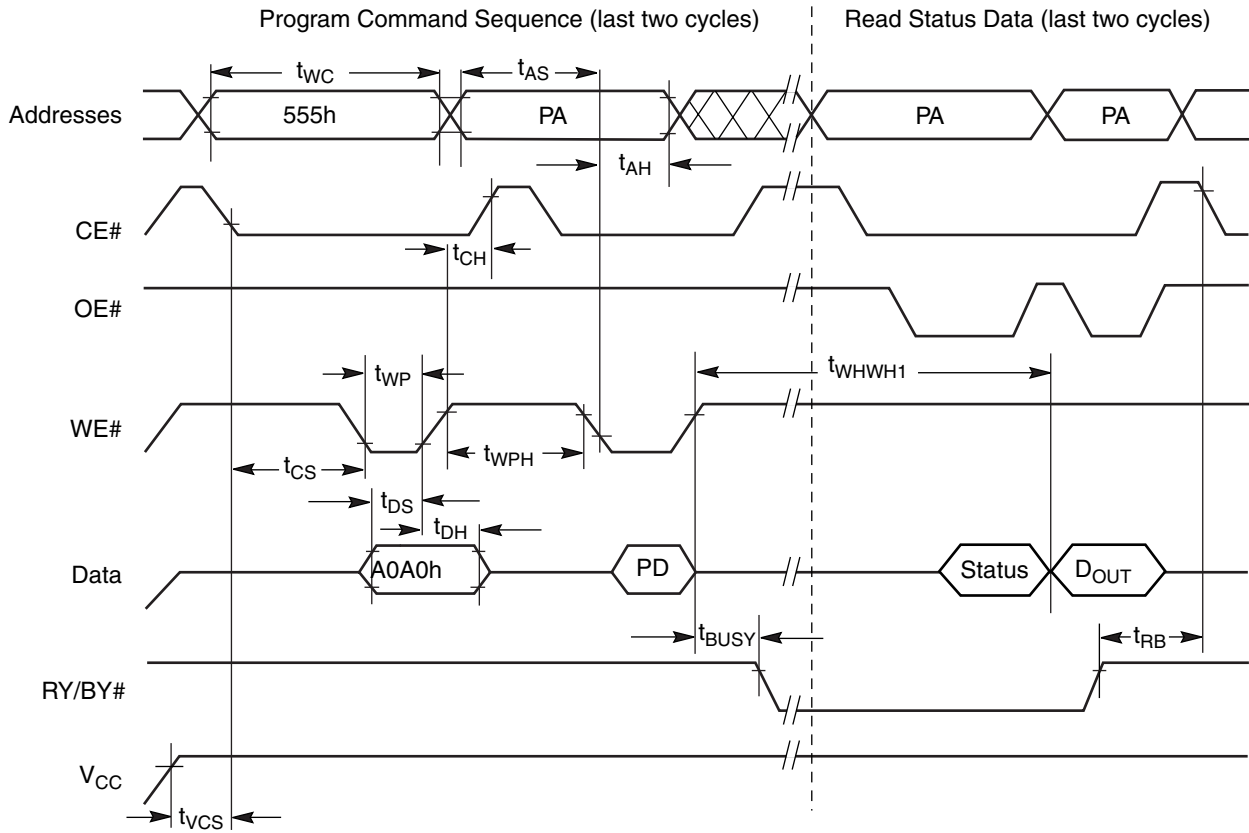 Program Command Sequence (last two cycles)
Read Status Data (last two cycles)
tWC
tAS
Addresses
555h
PA
PA
PA
tAH
CE#
tCH
OE#
tWP
tWHWH1
WE#
tCS
tWPH
tDS
tDH
Data
A0A0h
PD
Status
DOUT
tBUSY
tRB
RY/BY#
VCC
tVCS